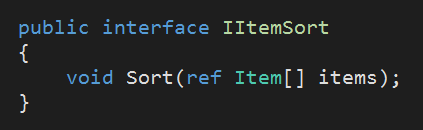 public interface IItemSort
{
    void Sort(ref Item[] items);
}